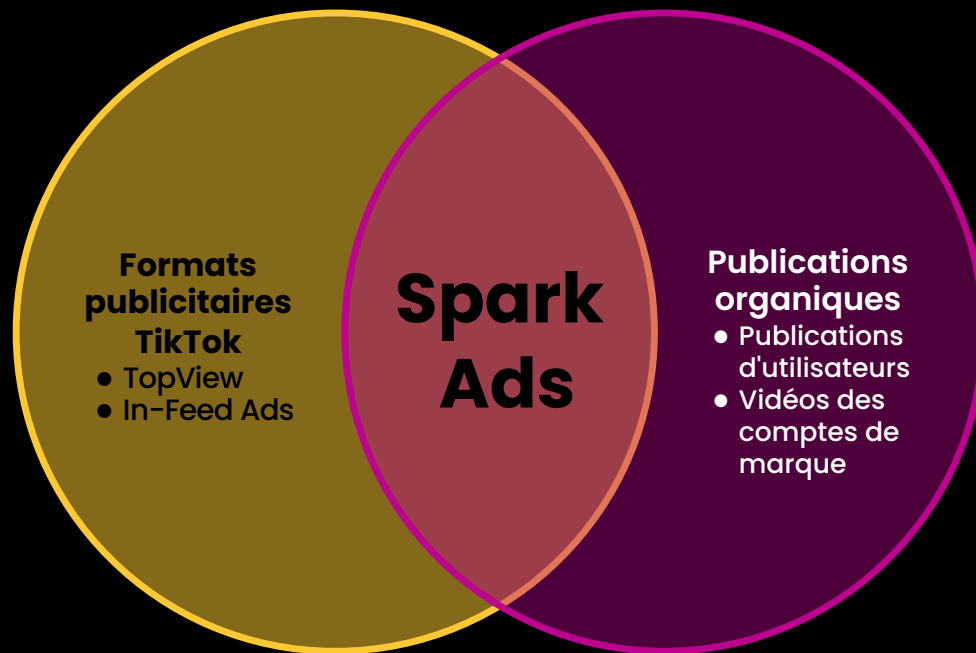 Formats
publicitaires
TikTok
● TopView
● In-Feed Ads
Spark
Ads
Publications
organiques
● Publications
d'utilisateurs
● Vidéos des
comptes de
marque